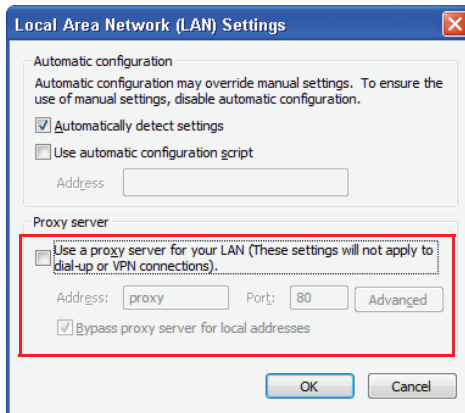 Local Area Network (LAN) Settings
Automatic configuration
Automatic configuration may override manual settings. To ensure the
use of manual settings, disable automatic configuration.
Automatically detect settings
Use automatic configuration script
Address
Proxy server
Use a proxy server for your LAN (These settings will not apply to
dial-up or VPN connections).
Address: proxy Port: 80 Advanced
Bypass proxy server for local addresses
OK Cancel